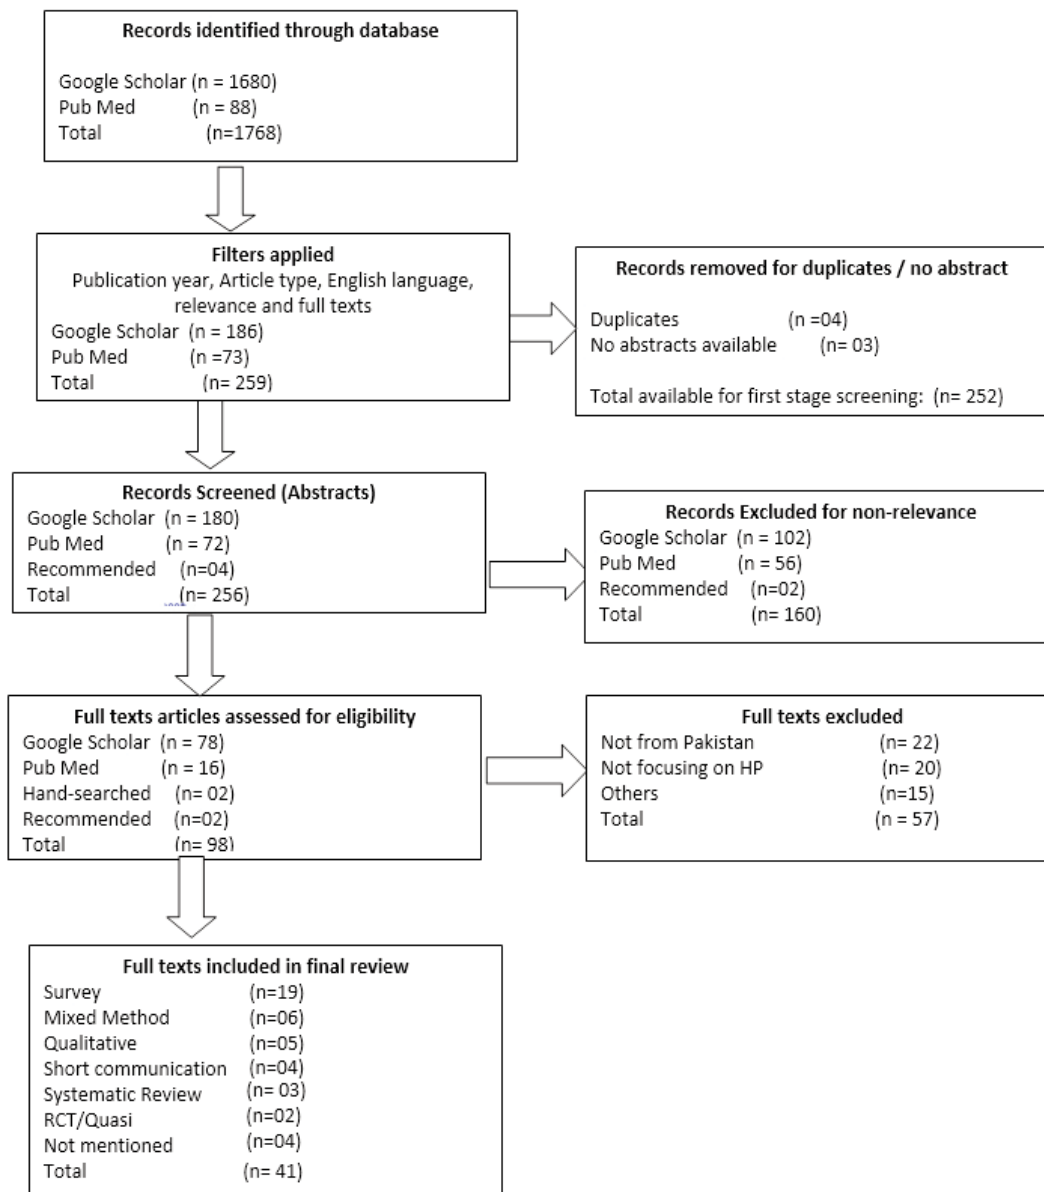 Records identified through database
Google Scholar (n = 1680)
Pub Med (n = 88)
Total (n=1768)
Filters applied
Publication year, Article type, English language,
relevance and full texts
Google Scholar (n = 186)
Pub Med (n =73)
Total (n= 259)
Records removed for duplicates / no abstract
Duplicates (n =04)
No abstracts available (n= 03)
Total available for first stage screening: (n= 252)
Records Screened (Abstracts)
Google Scholar (n = 180)
Pub Med (n = 72)
Recommended (n=04)
Total (n= 256)
Records Excluded for non-relevance
Google Scholar (n = 102)
Pub Med (n = 56)
Recommended (n=02)
Total (n= 160)
Full texts articles assessed for eligibility
Google Scholar (n = 78)
Pub Med (n = 16)
Hand-searched (n= 02)
Recommended (n=02)
Total (n= 98)
Full texts excluded
Not from Pakistan (n= 22)
Not focusing on HP (n= 20)
Others (n=15)
Total (n = 57)
Full texts included in final review
Survey (n=19)
Mixed Method (n=06)
Qualitative (n=05)
Short communication (n=04)
Systematic Review (n= 03)
RCT/Quasi (n=02)
Not mentioned (n=04)
Total (n= 41)